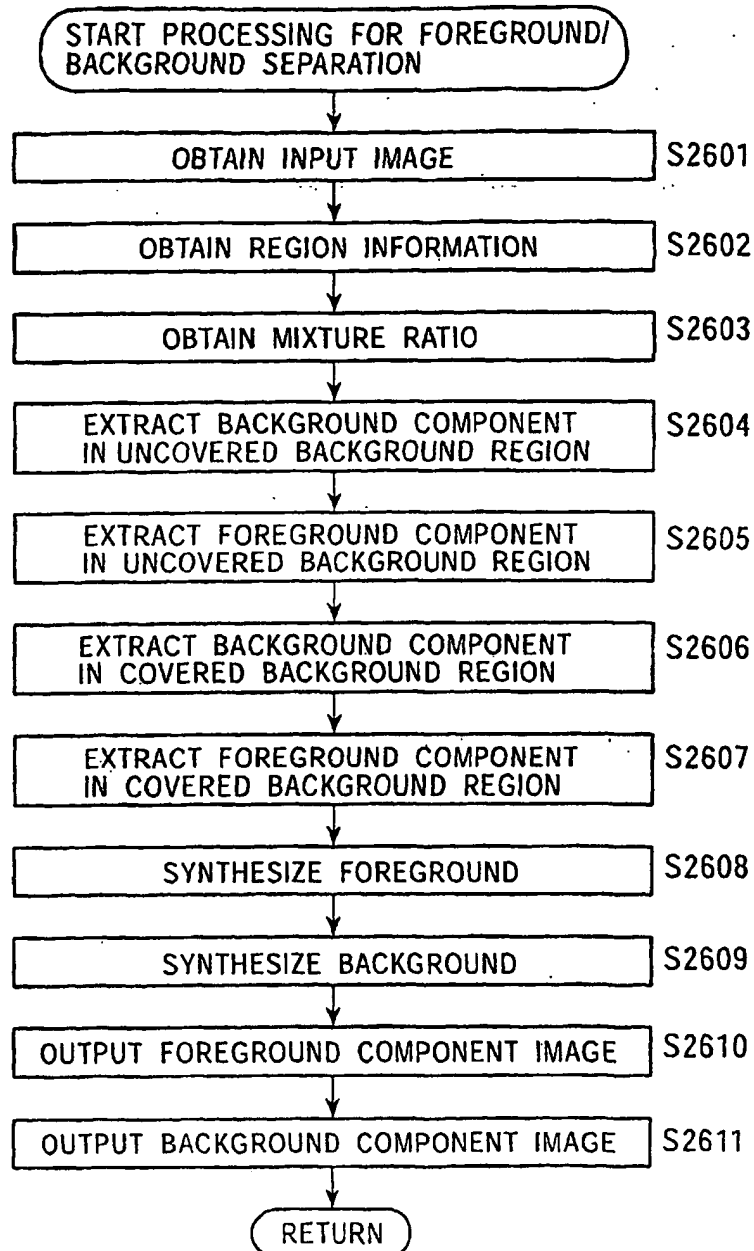 START PROCESSING FOR FOREGROUND/
BACKGROUND SEPARATION
OBTAIN INPUT IMAGE S2601
OBTAIN REGION INFORMATION S2602
OBTAIN MIXTURE RATIO S2603
EXTRACT BACKGROUND COMPONENT S2604
IN UNCOVERED BACKGROUND REGION
EXTRACT FOREGROUND COMPONENT S2605
IN UNCOVERED BACKGROUND REGION
EXTRACT BACKGROUND COMPONENT S2606
IN COVERED BACKGROUND REGION
EXTRACT FOREGROUND COMPONENT S2607
IN COVERED BACKGROUND REGION
SYNTHESIZE FOREGROUND S2608
SYNTHESIZE BACKGROUND S2609
OUTPUT FOREGROUND COMPONENT IMAGE S2610
OUTPUT BACKGROUND COMPONENT IMAGE S2611
RETURN